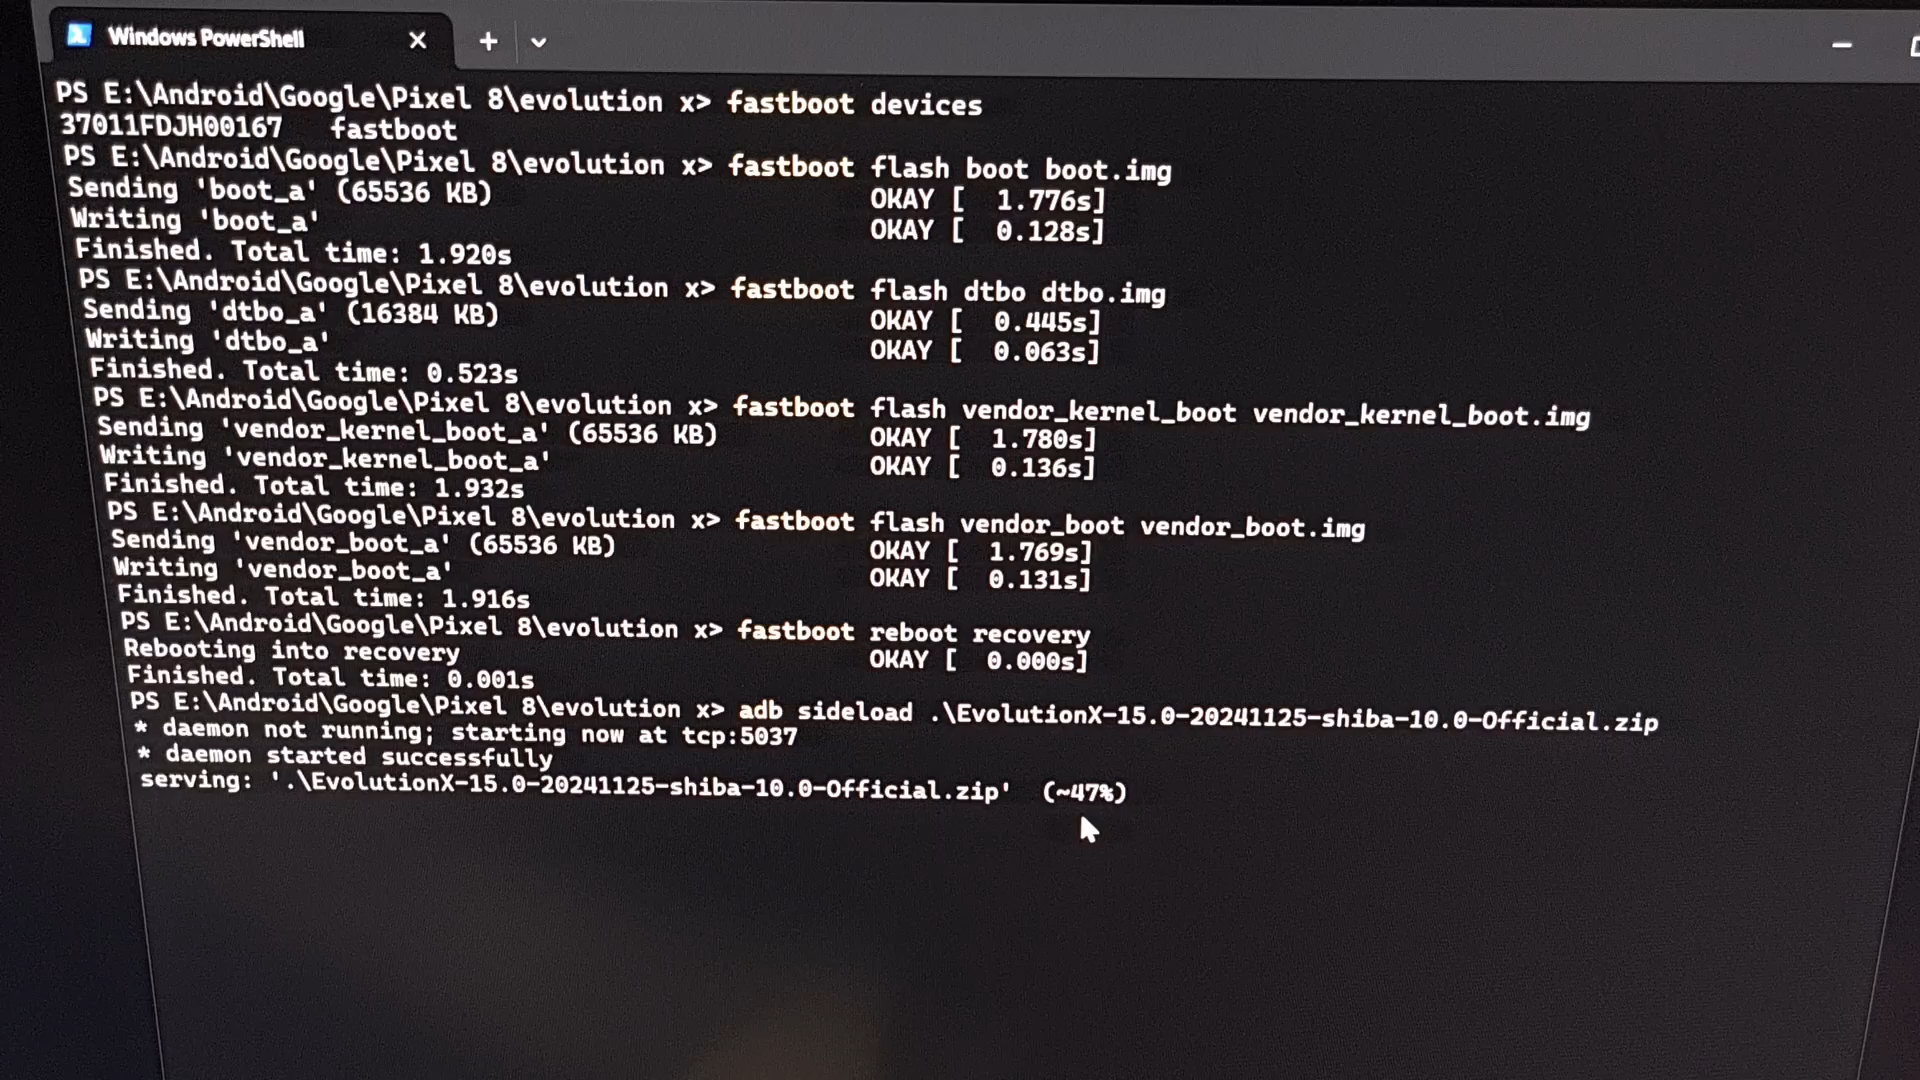 Windows PowerShell
PS E:\Android\Google\Pixel 8\evolution x> fastboot devices
37011FDJH00167   fastboot
PS E:\Android\Google\Pixel 8\evolution x> fastboot flash boot boot.img
Sending 'boot_a' (65536 KB)                        OKAY [  1.776s]
Writing 'boot_a'                                   OKAY [  0.128s]
Finished. Total time: 1.920s
PS E:\Android\Google\Pixel 8\evolution x> fastboot flash dtbo dtbo.img
Sending 'dtbo_a' (16384 KB)                        OKAY [  0.445s]
Writing 'dtbo_a'                                   OKAY [  0.063s]
Finished. Total time: 0.523s
PS E:\Android\Google\Pixel 8\evolution x> fastboot flash vendor_kernel_boot vendor_kernel_boot.img
Sending 'vendor_kernel_boot_a' (65536 KB)          OKAY [  1.780s]
Writing 'vendor_kernel_boot_a'                     OKAY [  0.136s]
Finished. Total time: 1.932s
PS E:\Android\Google\Pixel 8\evolution x> fastboot flash vendor_boot vendor_boot.img
Sending 'vendor_boot_a' (65536 KB)                 OKAY [  1.769s]
Writing 'vendor_boot_a'                            OKAY [  0.131s]
Finished. Total time: 1.916s
PS E:\Android\Google\Pixel 8\evolution x> fastboot reboot recovery
Rebooting into recovery                            OKAY [  0.000s]
Finished. Total time: 0.001s
PS E:\Android\Google\Pixel 8\evolution x> adb sideload .\EvolutionX-15.0-20241125-shiba-10.0-Official.zip
* daemon not running; starting now at tcp:5037
* daemon started successfully
serving: '.\EvolutionX-15.0-20241125-shiba-10.0-Official.zip'  (~47%)